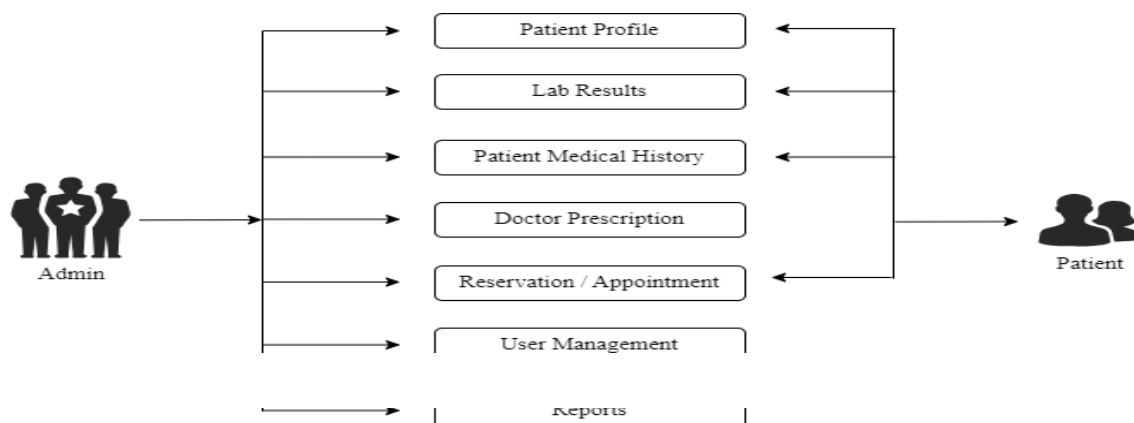 Patient Profile
Lab Results
Patient Medical History
Doctor Prescription
Admin
Patient
Reservation / Appointment
User Management
Reports